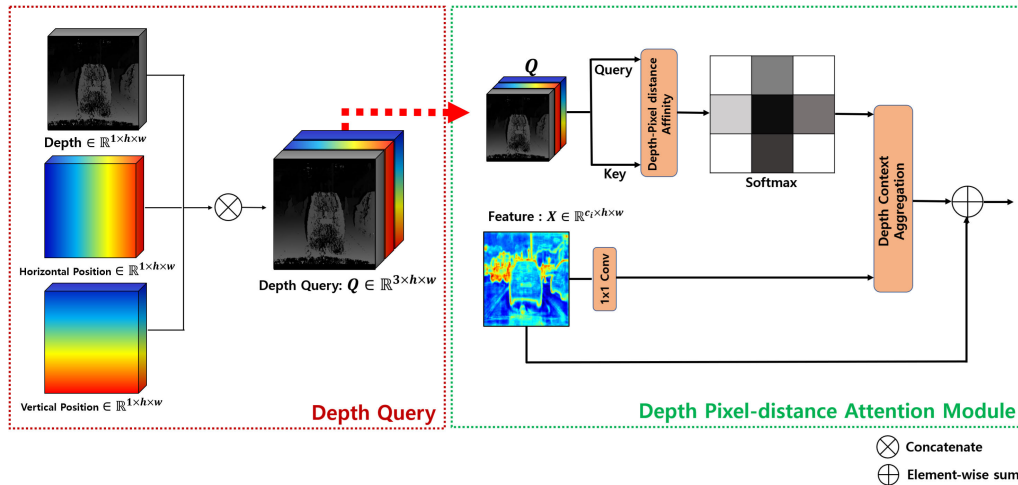 Depth ∈ ℝ^{1×h×w}
Horizontal Position ∈ ℝ^{1×h×w}
Vertical Position ∈ ℝ^{1×h×w}
Depth Query: Q ∈ ℝ^{3×h×w}
Depth Query
Q
Query
Key
Depth-Pixel distance
Affinity
Softmax
Feature : X ∈ ℝ^{c_i×h×w}
1x1 Conv
Depth Context
Aggregation
Depth Pixel-distance Attention Module
Concatenate
Element-wise sum